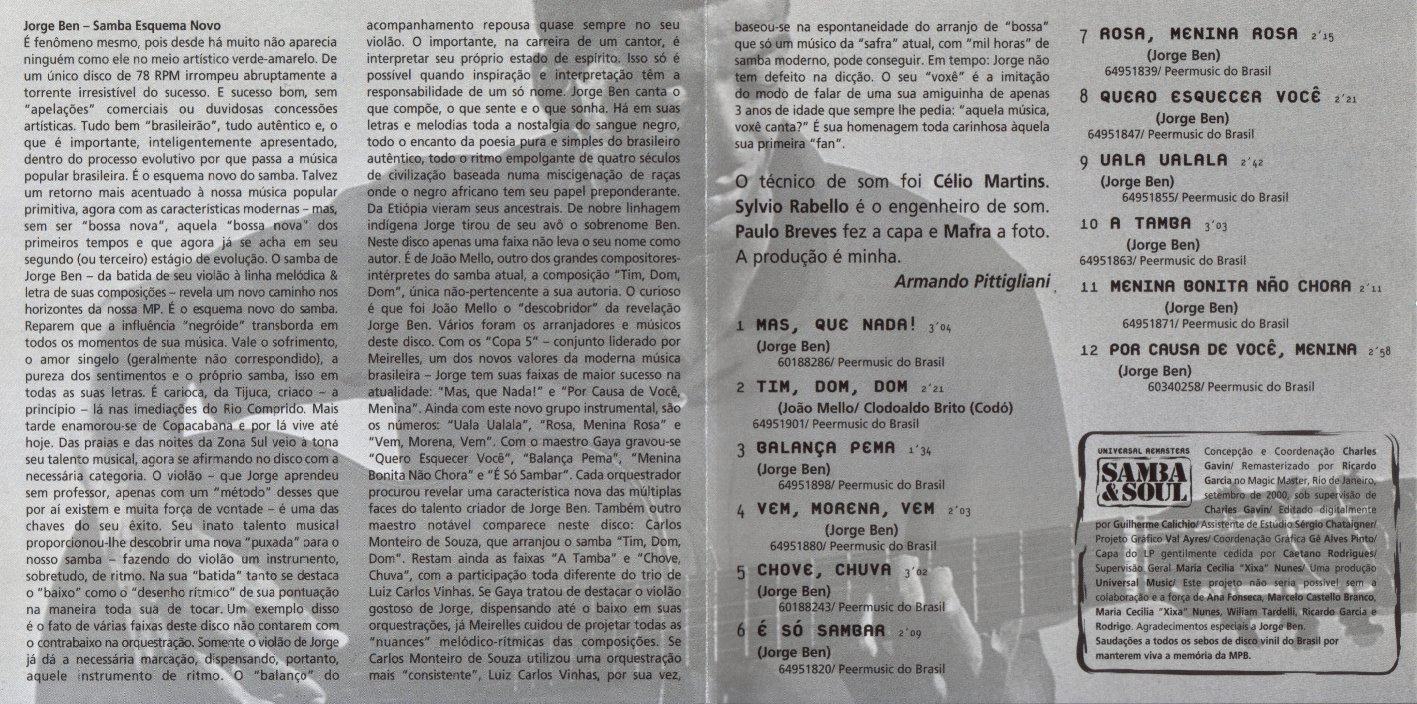 Jorge Ben – Samba Esquema Novo
É fenômeno mesmo, pois desde há muito não aparecia
ninguém como ele no meio artístico verde-amarelo. De
um único disco de 78 RPM irrompeu abruptamente a
torrente irresistível do sucesso. E sucesso bom, sem
“apelações” comerciais ou duvidosas concessões
artísticas. Tudo bem “brasileirão”, tudo autêntico e, o
que é importante, inteligentemente apresentado,
dentro do processo evolutivo por que passa a música
popular brasileira. É o esquema novo do samba. Talvez
um retorno mais acentuado à nossa música popular
primitiva, agora com as características modernas – mas,
sem ser “bossa nova”, aquela “bossa nova” dos
primeiros tempos e que agora já se acha em seu
segundo (ou terceiro) estágio de evolução. O samba de
Jorge Ben – da batida de seu violão à linha melódica &
letra de suas composições – revela um novo caminho nos
horizontes da nossa MP. É o esquema novo do samba.
Reparem que a influência “negróide” transborda em
todos os momentos de sua música. Vale o sofrimento,
o amor singelo (geralmente não correspondido), a
pureza dos sentimentos e o próprio samba, isso em
todas as suas letras. É carioca, da Tijuca, criado – a
princípio – lá nas imediações do Rio Comprido. Mais
tarde enamorou-se de Copacabana e por lá vive até
hoje. Das praias e das noites da Zona Sul veio à tona
seu talento musical, agora se afirmando no disco com a
necessária categoria. O violão – que Jorge aprendeu
sem professor, apenas com um “método” desses que
por aí existem e muita força de vontade – é uma das
chaves do seu êxito. Seu inato talento musical
proporcionou-lhe descobrir uma nova “puxada” para o
nosso samba – fazendo do violão um instrumento,
sobretudo, de ritmo. Na sua “batida” tanto se destaca
o “baixo” como o “desenho rítmico” de sua pontuação
na maneira toda sua de tocar. Um exemplo disso
é o fato de várias faixas deste disco não contarem com
o contrabaixo na orquestração. Somente o violão de Jorge
já dá a necessária marcação, dispensando, portanto,
aquele instrumento de ritmo. O “balanço” do
acompanhamento repousa quase sempre no seu
violão. O importante, na carreira de um cantor, é
interpretar seu próprio estado de espírito. Isso só é
possível quando inspiração e interpretação têm a
responsabilidade de um só nome. Jorge Ben canta o
que compõe, o que sente e o que sonha. Há em suas
letras e melodias toda a nostalgia do sangue negro,
todo o encanto da poesia pura e simples do brasileiro
autêntico, todo o ritmo empolgante de quatro séculos
de civilização baseada numa miscigenação de raças
onde o negro africano tem seu papel preponderante.
Da Etiópia vieram seus ancestrais. De nobre linhagem
indígena Jorge tirou de seu avô o sobrenome Ben.
Neste disco apenas uma faixa não leva o seu nome como
autor. É de João Mello, outro dos grandes compositores-
intérpretes do samba atual, a composição “Tim, Dom,
Dom”, única não-pertencente a sua autoria. O curioso
é que foi João Mello o “descobridor” da revelação
Jorge Ben. Vários foram os arranjadores e músicos
deste disco. Com os “Copa 5” – conjunto liderado por
Meirelles, um dos novos valores da moderna música
brasileira – Jorge tem suas faixas de maior sucesso na
atualidade: “Mas, que Nada!” e “Por Causa de Você,
Menina”. Ainda com este novo grupo instrumental, são
os números: “Uala Ualala”, “Rosa, Menina Rosa” e
“Vem, Morena, Vem”. Com o maestro Gaya gravou-se
“Quero Esquecer Você”, “Balança Pema”, “Menina
Bonita Não Chora” e “É Só Sambar”. Cada orquestrador
procurou revelar uma característica nova das múltiplas
faces do talento criador de Jorge Ben. Também outro
maestro notável comparece neste disco: Carlos
Monteiro de Souza, que arranjou o samba “Tim, Dom,
Dom”. Restam ainda as faixas “A Tamba” e “Chove,
Chuva”, com a participação toda diferente do trio de
Luiz Carlos Vinhas. Se Gaya tratou de destacar o violão
gostoso de Jorge, dispensando até o baixo em suas
orquestrações, já Meirelles cuidou de projetar todas as
“nuances” melódico-rítmicas das composições. Se
Carlos Monteiro de Souza utilizou uma orquestração
mais “consistente”, Luiz Carlos Vinhas, por sua vez,
baseou-se na espontaneidade do arranjo de “bossa”
que só um músico da “safra” atual, com “mil horas” de
samba moderno, pode conseguir. Em tempo: Jorge não
tem defeito na dicção. O seu “voxê” é a imitação
do modo de falar de uma sua amiguinha de apenas
3 anos de idade que sempre lhe pedia: “aquela música,
voxê canta?” É sua homenagem toda carinhosa àquela
sua primeira “fan”.
O técnico de som foi Célio Martins.
Sylvio Rabello é o engenheiro de som.
Paulo Breves fez a capa e Mafra a foto.
A produção é minha.
Armando Pittigliani
1 MAS, QUE NADA! 3´04
(Jorge Ben)
60188286/ Peermusic do Brasil
2 TIM, DOM, DOM 2´21
(João Mello/ Clodoaldo Brito (Codó)
64951901/ Peermusic do Brasil
3 BALANÇA PEMA 1´34
(Jorge Ben)
64951898/ Peermusic do Brasil
4 VEM, MORENA, VEM 2´03
(Jorge Ben)
64951880/ Peermusic do Brasil
5 CHOVE, CHUVA 3´02
(Jorge Ben)
60188243/ Peermusic do Brasil
6 É SÓ SAMBAR 2´09
(Jorge Ben)
64951820/ Peermusic do Brasil
7 ROSA, MENINA ROSA 2´15
(Jorge Ben)
64951839/ Peermusic do Brasil
8 QUERO ESQUECER VOCÊ 2´21
(Jorge Ben)
64951847/ Peermusic do Brasil
9 UALA UALALA 2´42
(Jorge Ben)
64951855/ Peermusic do Brasil
10 A TAMBA 3´03
(Jorge Ben)
64951863/ Peermusic do Brasil
11 MENINA BONITA NÃO CHORA 2´11
(Jorge Ben)
64951871/ Peermusic do Brasil
12 POR CAUSA DE VOCÊ, MENINA 2´58
(Jorge Ben)
60340258/ Peermusic do Brasil
UNIVERSAL REMASTERS
SAMBA
& SOUL
Concepção e Coordenação Charles
Gavin/ Remasterizado por Ricardo
Garcia no Magic Master, Rio de Janeiro,
setembro de 2000, sob supervisão de
Charles Gavin/ Editado digitalmente
por Guilherme Calichio/ Assistente de Estúdio Sérgio Chataigner/
Projeto Gráfico Val Ayres/ Coordenação Gráfica Gê Alves Pinto/
Capa do LP gentilmente cedida por Caetano Rodrigues/
Supervisão Geral Maria Cecilia “Xixa” Nunes/ Uma produção
Universal Music/ Este projeto não seria possível sem a
colaboração e a força de Ana Fonseca, Marcelo Castello Branco,
Maria Cecilia “Xixa” Nunes, Wiliam Tardelli, Ricardo Garcia e
Rodrigo. Agradecimentos especiais a Jorge Ben.
Saudações a todos os sebos de disco vinil do Brasil por
manterem viva a memória da MPB.